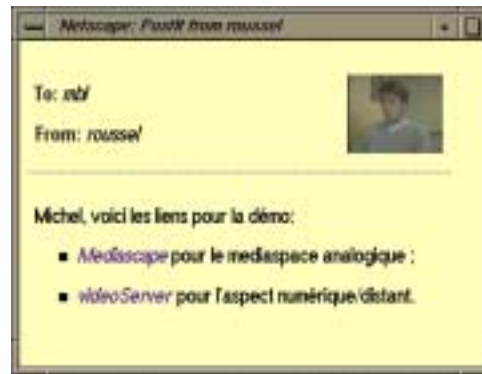 Netscape: PostIt from roussel
To: mbl
From: roussel
Michel, voici les liens pour la démo:
▪ Mediascape pour le mediaspace analogique ;
▪ videoServer pour l'aspect numérique/distant.